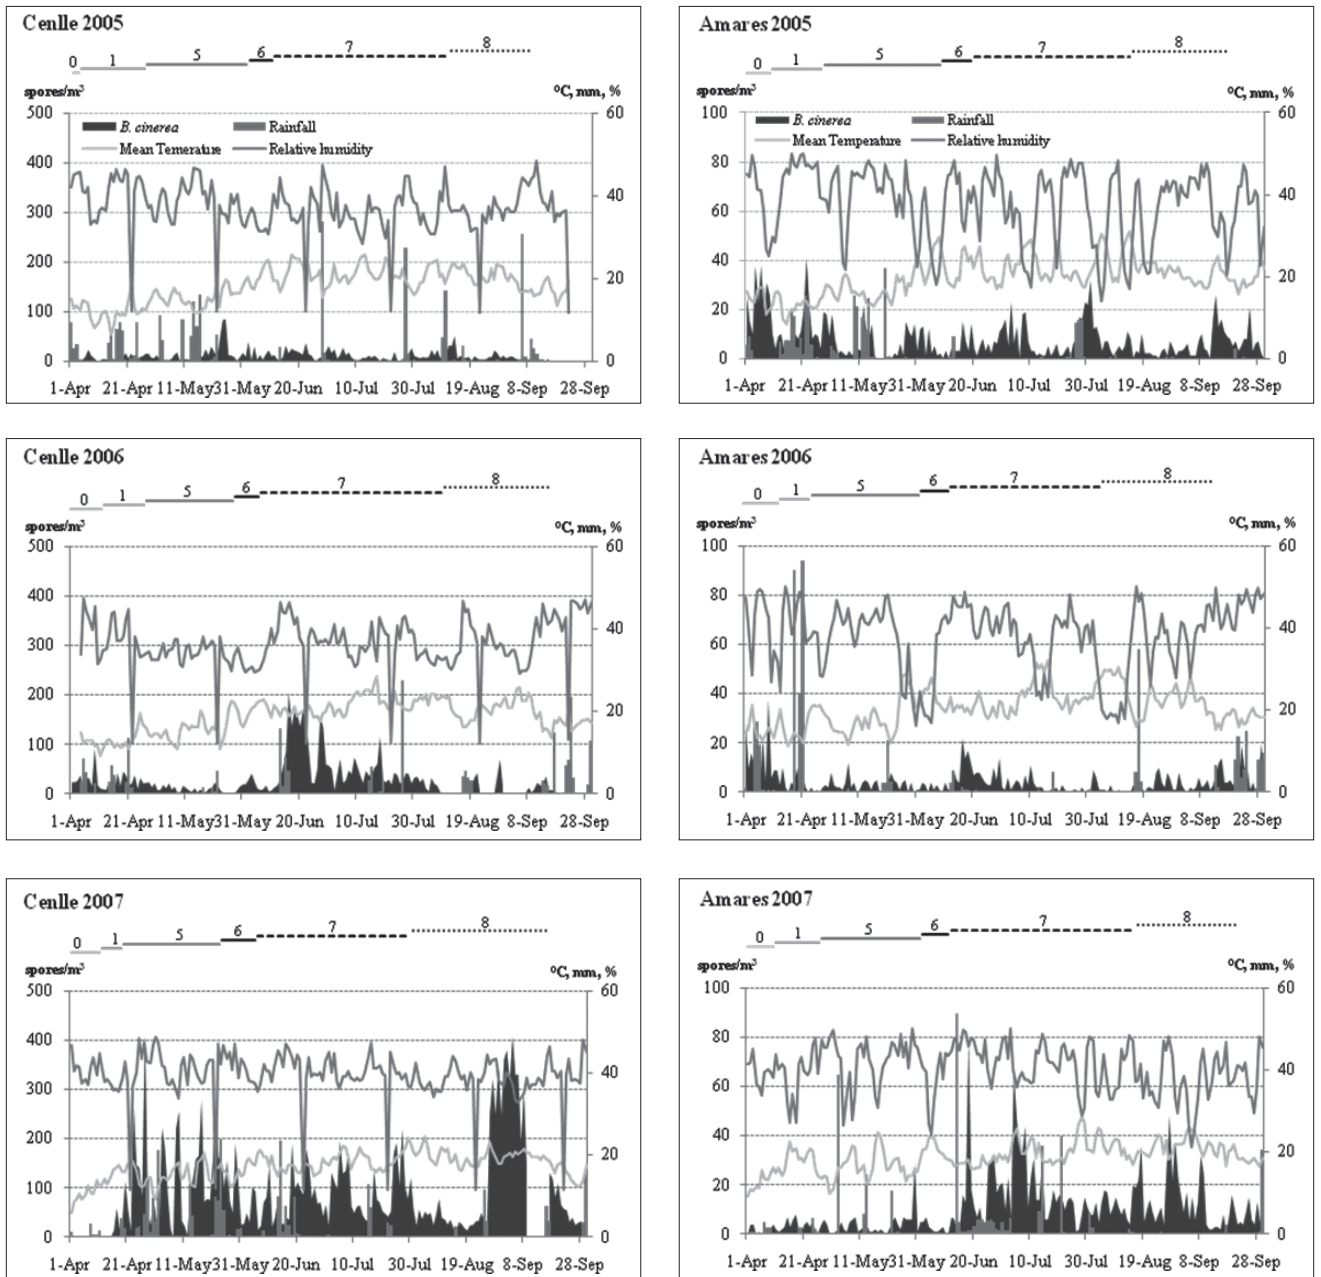 Cenlle 2005
0 1 5 6 7 8
spores/m³ °C, mm, %
500 60
B. cinerea Rainfall
Mean Temerature Relative humidity
400
300 40
200 20
100
0 0
1-Apr 21-Apr 11-May 31-May 20-Jun 10-Jul 30-Jul 19-Aug 8-Sep 28-Sep
Amares 2005
0 1 5 6 7 8
spores/m³ °C, mm, %
100 60
B. cinerea Rainfall
Mean Temperature Relative humidity
80
60 40
40 20
20
0 0
1-Apr 21-Apr 11-May 31-May 20-Jun 10-Jul 30-Jul 19-Aug 8-Sep 28-Sep
Cenlle 2006
0 1 5 6 7 8
spores/m³ °C, mm, %
500 60
400
300 40
200 20
100
0 0
1-Apr 21-Apr 11-May 31-May 20-Jun 10-Jul 30-Jul 19-Aug 8-Sep 28-Sep
Amares 2006
0 1 5 6 7 8
spores/m³ °C, mm, %
100 60
80
60 40
40 20
20
0 0
1-Apr 21-Apr 11-May 31-May 20-Jun 10-Jul 30-Jul 19-Aug 8-Sep 28-Sep
Cenlle 2007
0 1 5 6 7 8
spores/m³ °C, mm, %
500 60
400
300 40
200 20
100
0 0
1-Apr 21-Apr 11-May 31-May 20-Jun 10-Jul 30-Jul 19-Aug 8-Sep 28-Sep
Amares 2007
0 1 5 6 7 8
spores/m³ °C, mm, %
100 60
80
60 40
40 20
20
0 0
1-Apr 21-Apr 11-May 31-May 20-Jun 10-Jul 30-Jul 19-Aug 8-Sep 28-Sep